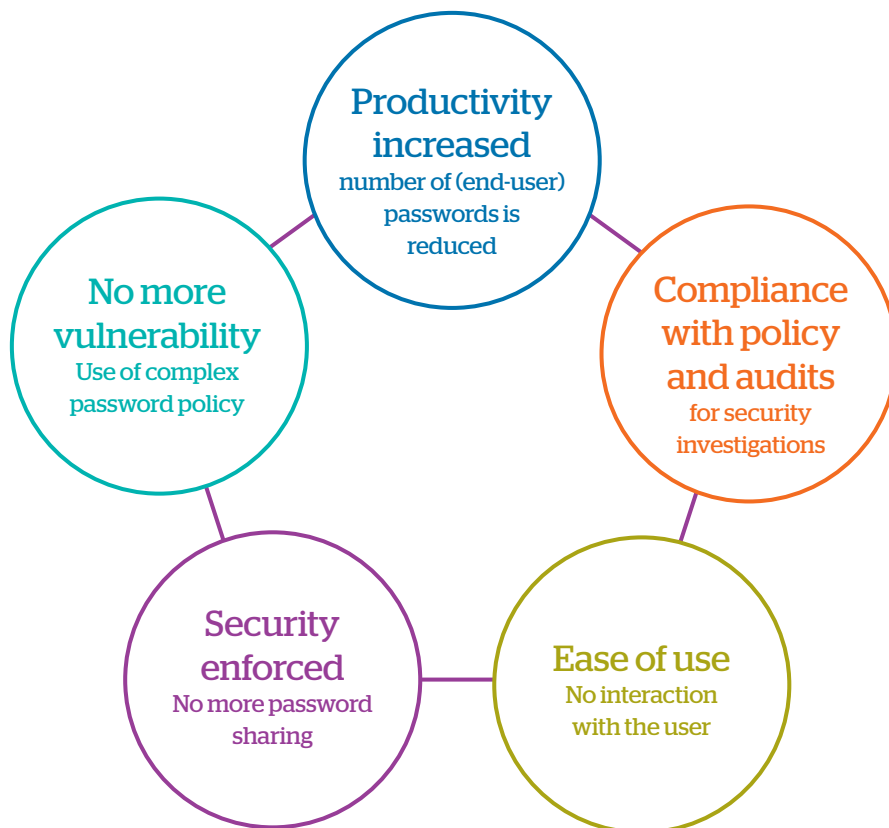 Productivity
increased
number of (end-user)
passwords is
reduced
No more
vulnerability
Use of complex
password policy
Compliance
with policy
and audits
for security
investigations
Security
enforced
No more password
sharing
Ease of use
No interaction
with the user